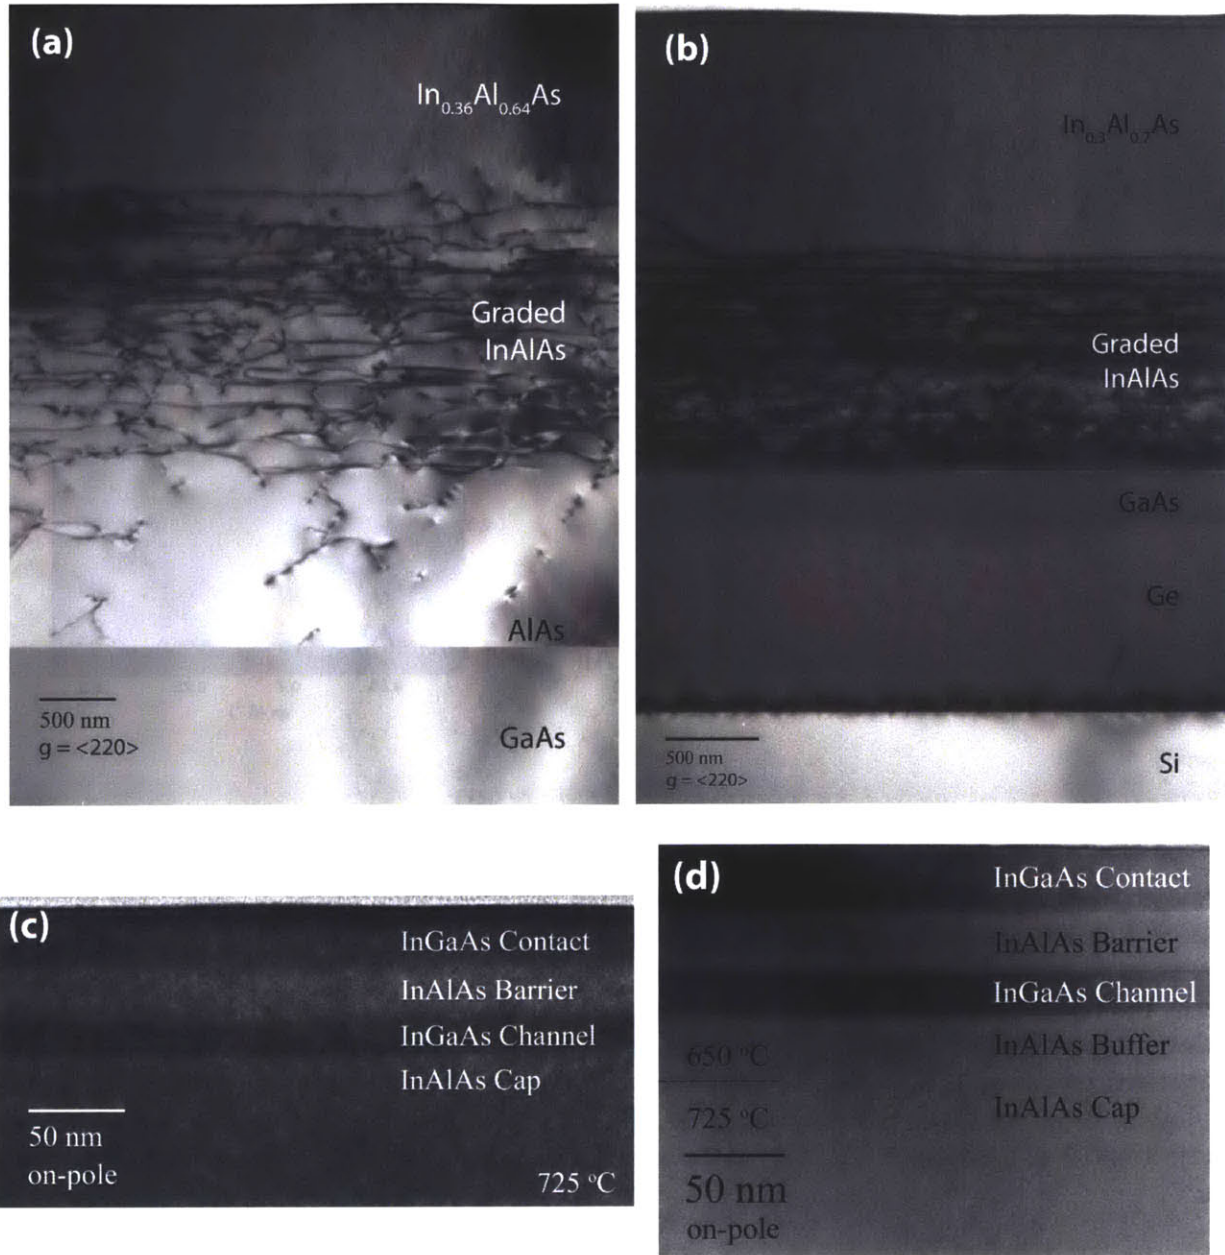 (a)
In0.36Al0.64As
Graded
InAlAs
AlAs
500 nm
g = <220>
GaAs
(b)
In0.3Al0.7As
Graded
InAlAs
GaAs
Ge
500 nm
g = <220>
Si
(c)
InGaAs Contact
InAlAs Barrier
InGaAs Channel
InAlAs Cap
50 nm
on-pole
725 °C
(d)
InGaAs Contact
InAlAs Barrier
InGaAs Channel
InAlAs Buffer
650 °C
InAlAs Cap
725 °C
50 nm
on-pole